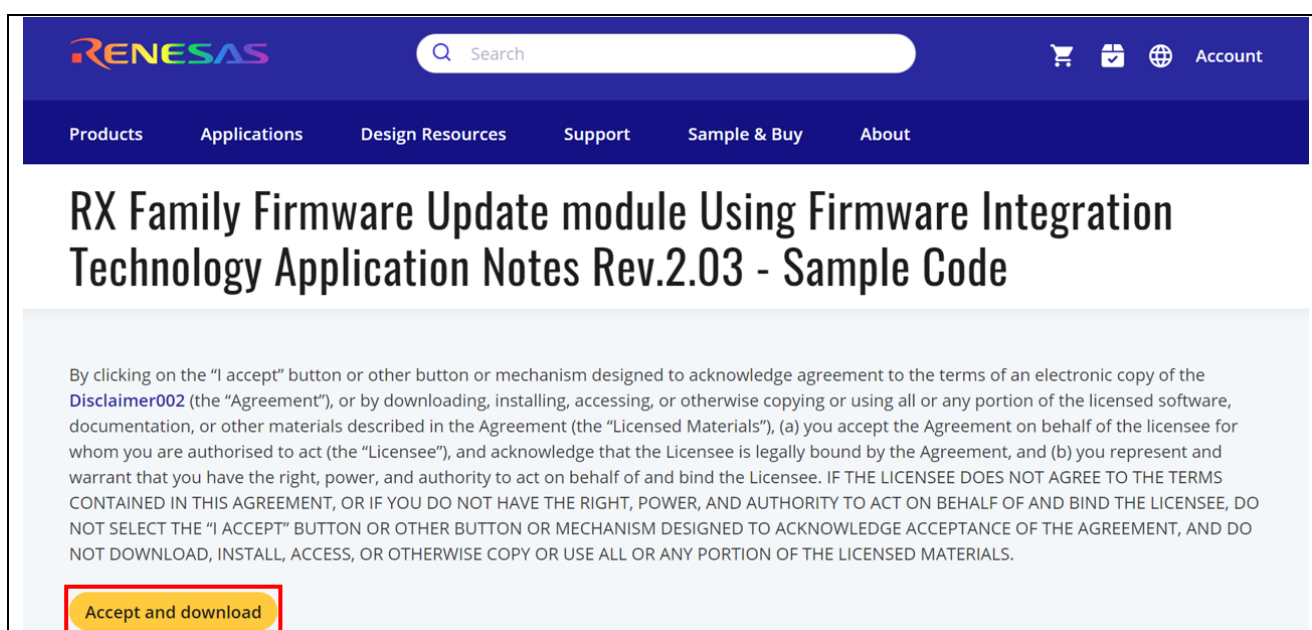 RENESAS
Search
Account
Products Applications Design Resources Support Sample & Buy About
RX Family Firmware Update module Using Firmware Integration
Technology Application Notes Rev.2.03 - Sample Code
By clicking on the “I accept” button or other button or mechanism designed to acknowledge agreement to the terms of an electronic copy of the
Disclaimer002 (the “Agreement”), or by downloading, installing, accessing, or otherwise copying or using all or any portion of the licensed software,
documentation, or other materials described in the Agreement (the “Licensed Materials”), (a) you accept the Agreement on behalf of the licensee for
whom you are authorised to act (the “Licensee”), and acknowledge that the Licensee is legally bound by the Agreement, and (b) you represent and
warrant that you have the right, power, and authority to act on behalf of and bind the Licensee. IF THE LICENSEE DOES NOT AGREE TO THE TERMS
CONTAINED IN THIS AGREEMENT, OR IF YOU DO NOT HAVE THE RIGHT, POWER, AND AUTHORITY TO ACT ON BEHALF OF AND BIND THE LICENSEE, DO
NOT SELECT THE “I ACCEPT” BUTTON OR OTHER BUTTON OR MECHANISM DESIGNED TO ACKNOWLEDGE ACCEPTANCE OF THE AGREEMENT, AND DO
NOT DOWNLOAD, INSTALL, ACCESS, OR OTHERWISE COPY OR USE ALL OR ANY PORTION OF THE LICENSED MATERIALS.
Accept and download